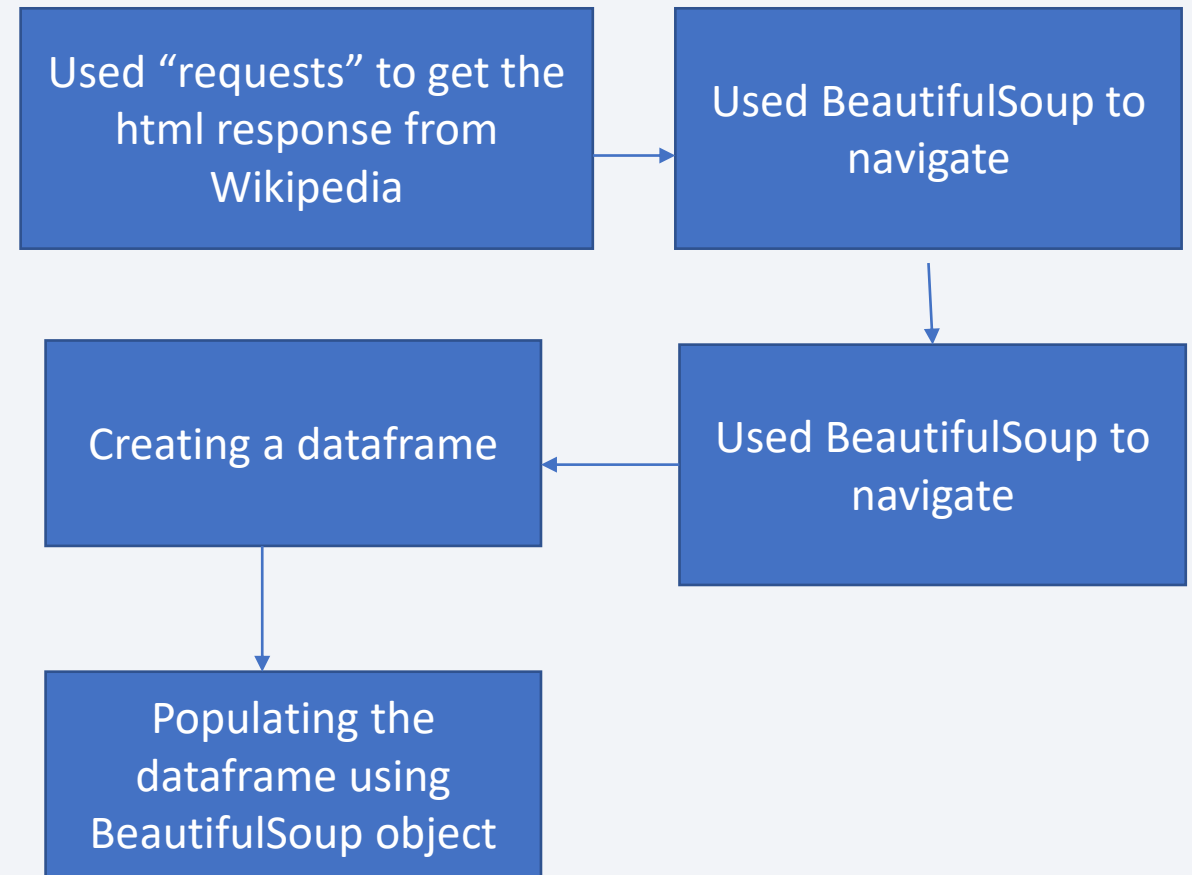 Used “requests” to get the
html response from
Wikipedia
Used BeautifulSoup to
navigate
Used BeautifulSoup to
navigate
Creating a dataframe
Populating the
dataframe using
BeautifulSoup object